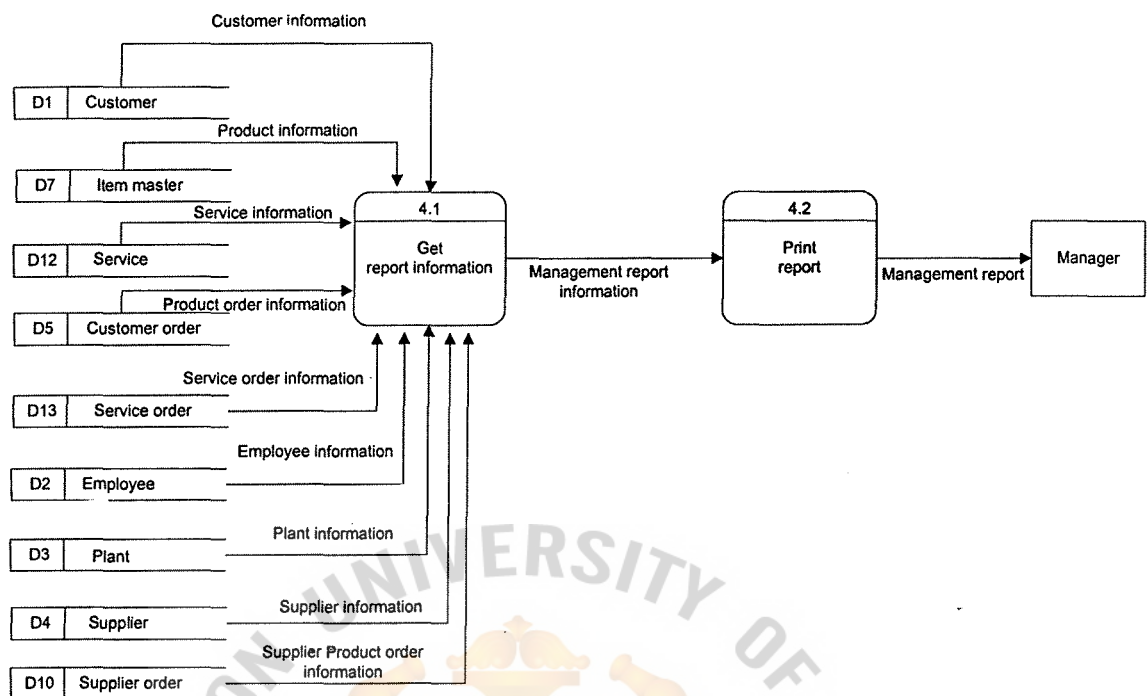 Customer information
D1 Customer
Product information
D7 Item master
Service information
D12 Service
Product order information
D5 Customer order
Service order information
D13 Service order
Employee information
D2 Employee
Plant information
D3 Plant
Supplier information
D4 Supplier
Supplier Product order
information
D10 Supplier order
4.1
Get
report information
Management report
information
4.2
Print
report
Management report
Manager
UNIVERSITY OF